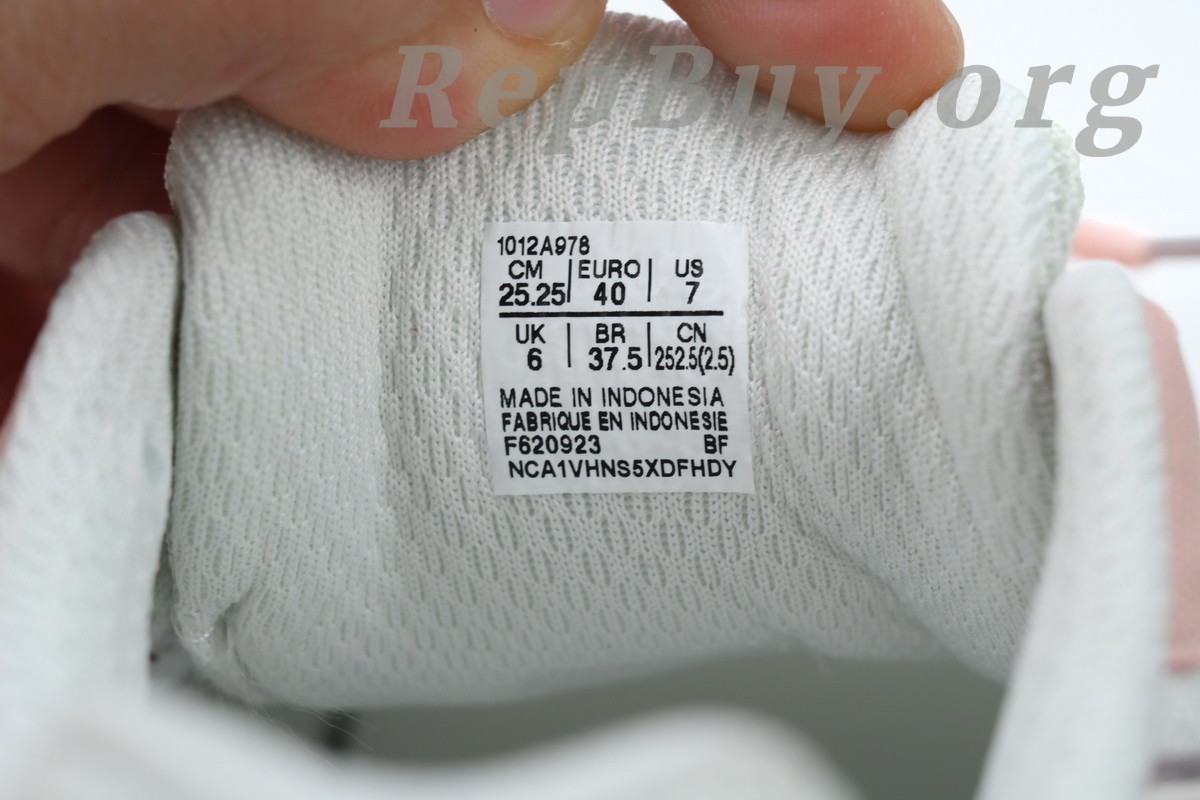 RepBuy.org
1012A978
CM | EURO | US
25.25 | 40 | 7
UK | BR | CN
6 | 37.5 | 252.5(2.5)
MADE IN INDONESIA
FABRIQUE EN INDONESIE
F620923 BF
NCA1VHNS5XDFHDY